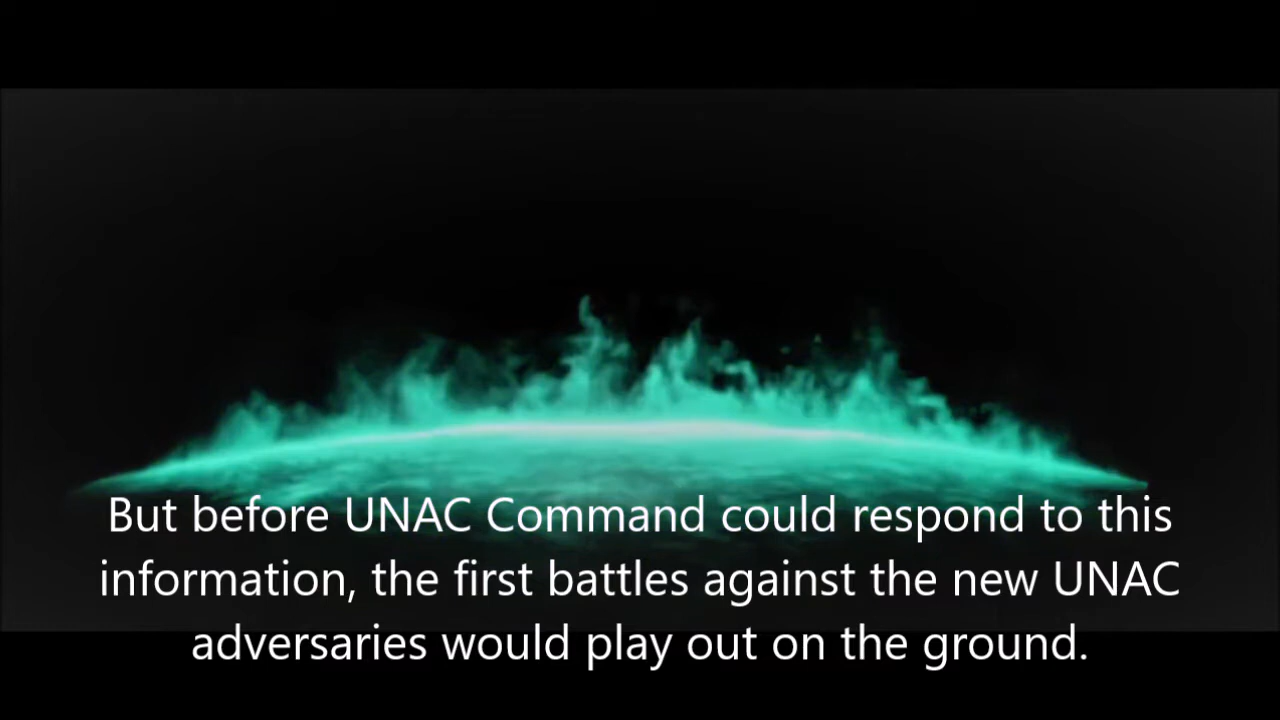 But before UNAC Command could respond to this
information, the first battles against the new UNAC
adversaries would play out on the ground.